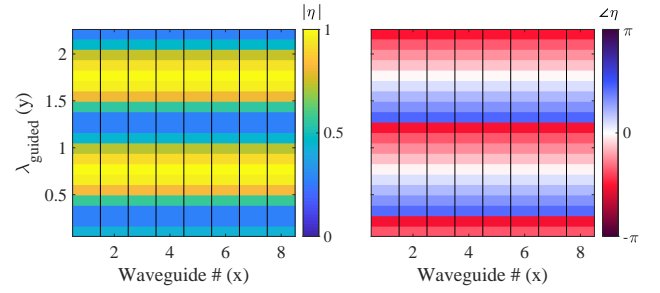 |η|
∠η
2
1.5
1
0.5
λguided (y)
2 4 6 8
Waveguide # (x)
1
0.5
0
2 4 6 8
Waveguide # (x)
π
0
-π